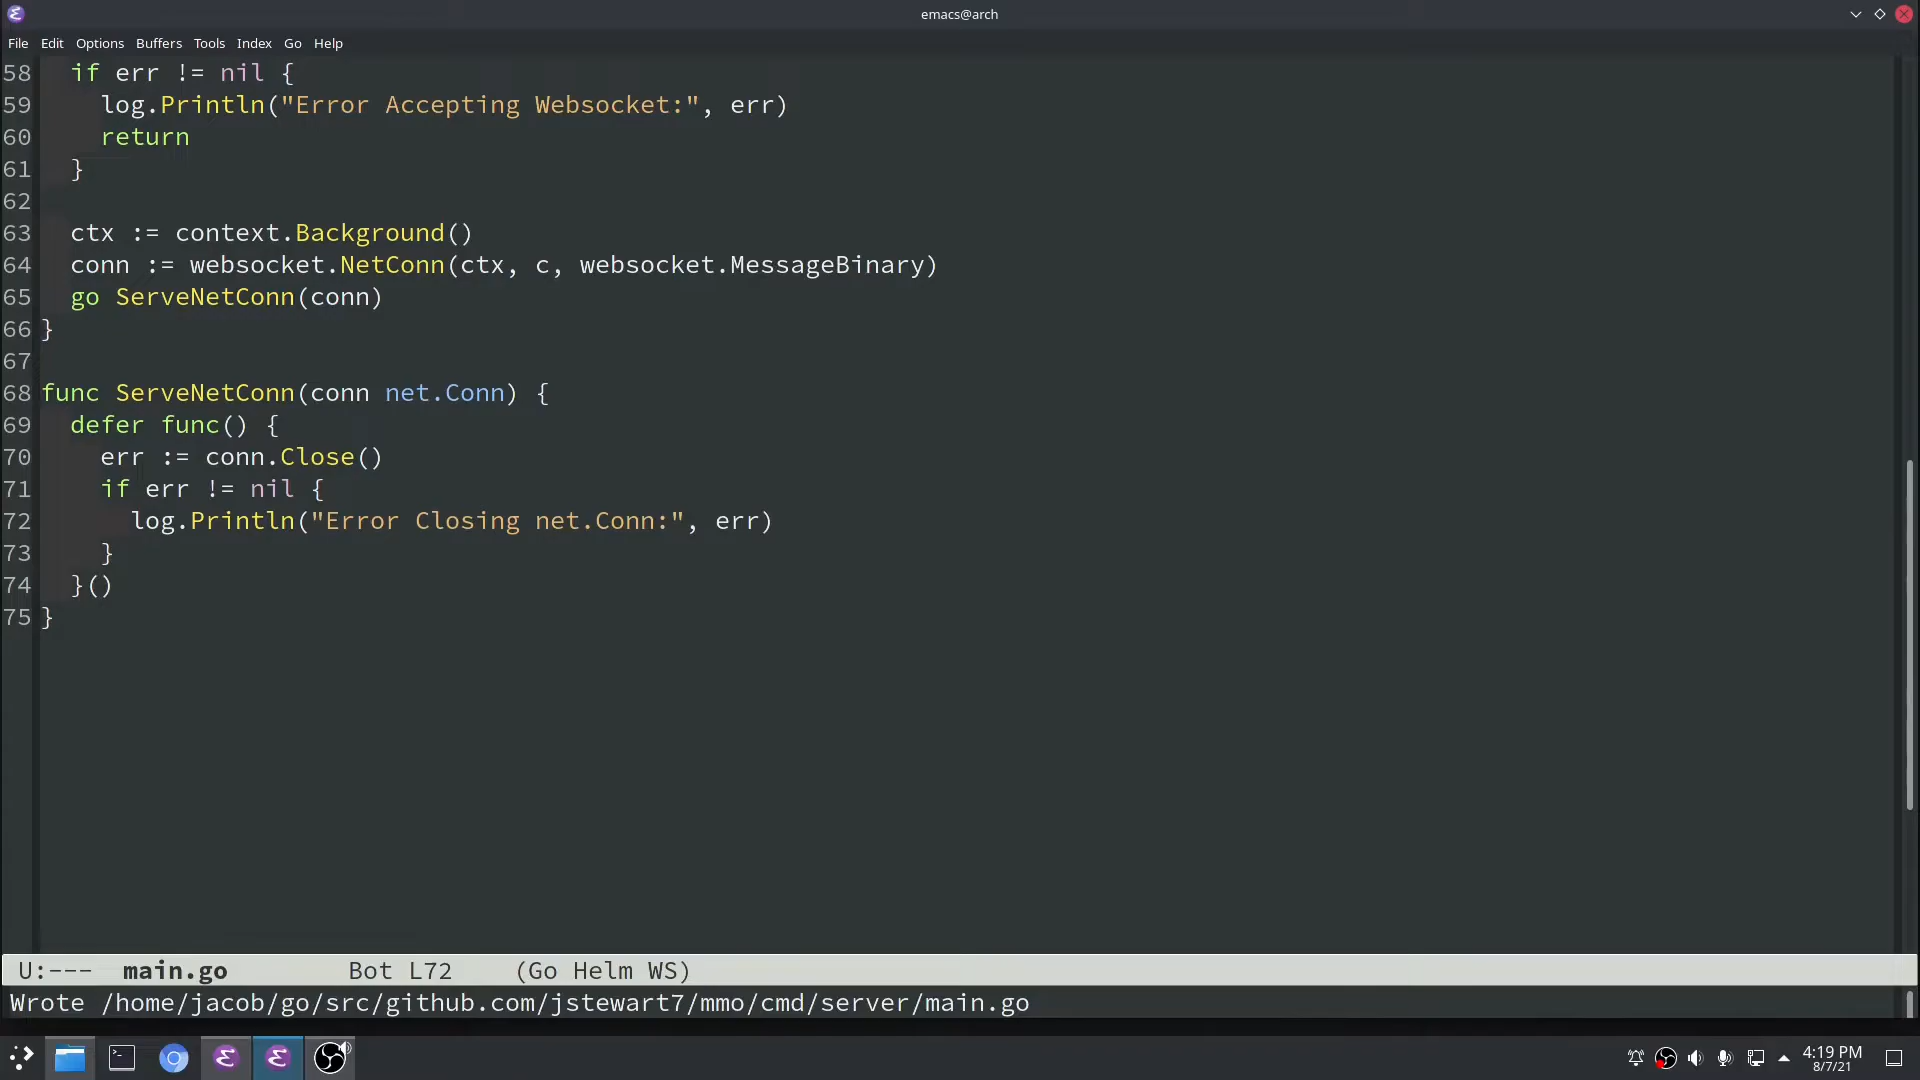 emacs@arch
File Edit Options Buffers Tools Index Go Help
58   if err != nil {
59     log.Println("Error Accepting Websocket:", err)
60     return
61   }
62
63   ctx := context.Background()
64   conn := websocket.NetConn(ctx, c, websocket.MessageBinary)
65   go ServeNetConn(conn)
66 }
67
68 func ServeNetConn(conn net.Conn) {
69   defer func() {
70     err := conn.Close()
71     if err != nil {
72       log.Println("Error Closing net.Conn:", err)
73     }
74   }()
75 }
U:--- main.go Bot L72 (Go Helm WS)
Wrote /home/jacob/go/src/github.com/jstewart7/mmo/cmd/server/main.go
4:19 PM
8/7/21